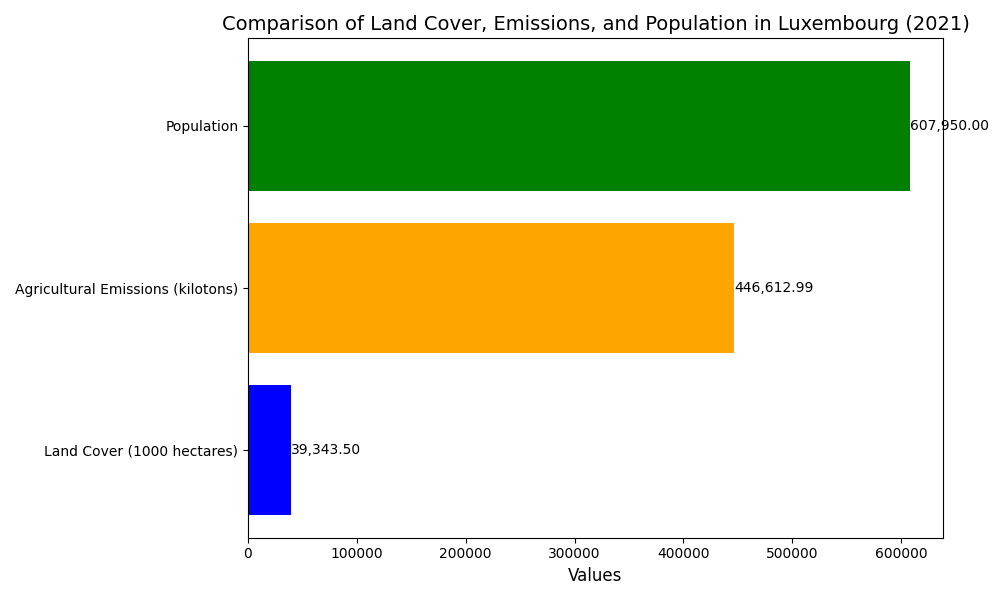 Comparison of Land Cover, Emissions, and Population in Luxembourg (2021)
Population
607,950.00
Agricultural Emissions (kilotons)
446,612.99
Land Cover (1000 hectares)
39,343.50
0 100000 200000 300000 400000 500000 600000
Values